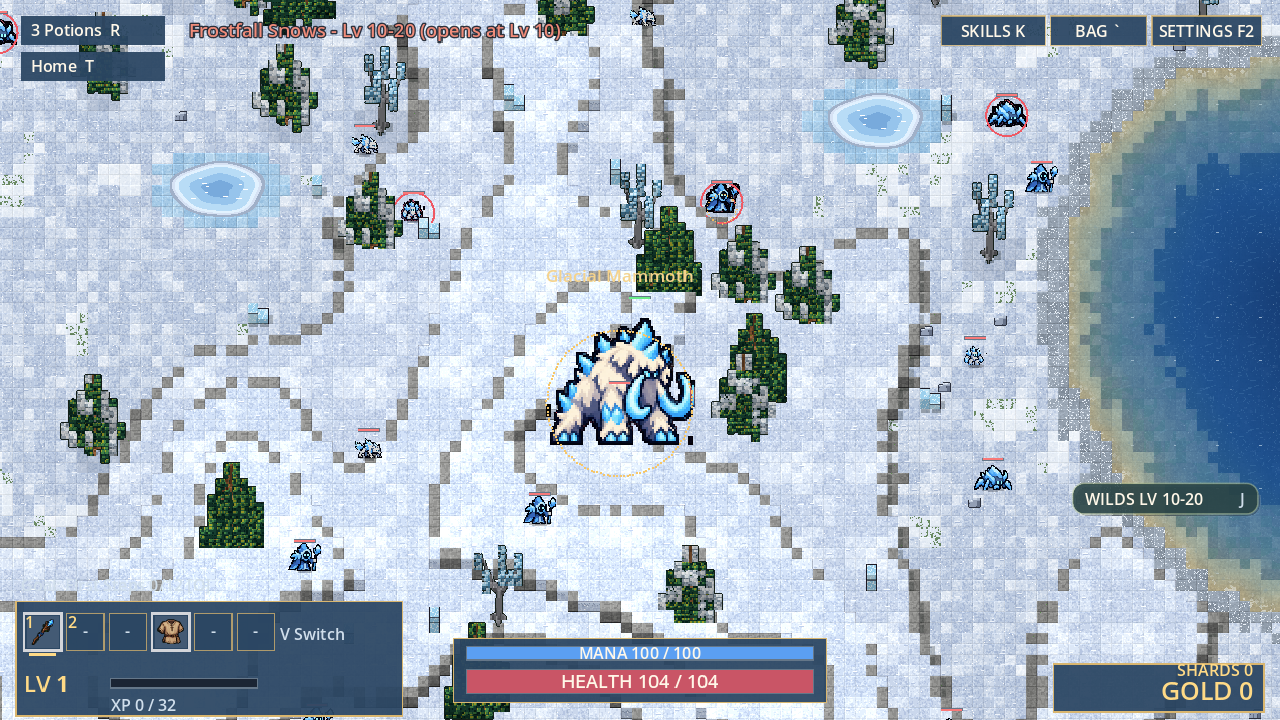 3 Potions R
Home T
Frostfall Snows - Lv 10-20 (opens at Lv 10)
SKILLS K
BAG `
SETTINGS F2
Glacial Mammoth
WILDS LV 10-20 J
1
2
-
-
-
-
V Switch
LV 1
XP 0 / 32
MANA 100 / 100
HEALTH 104 / 104
SHARDS 0
GOLD 0